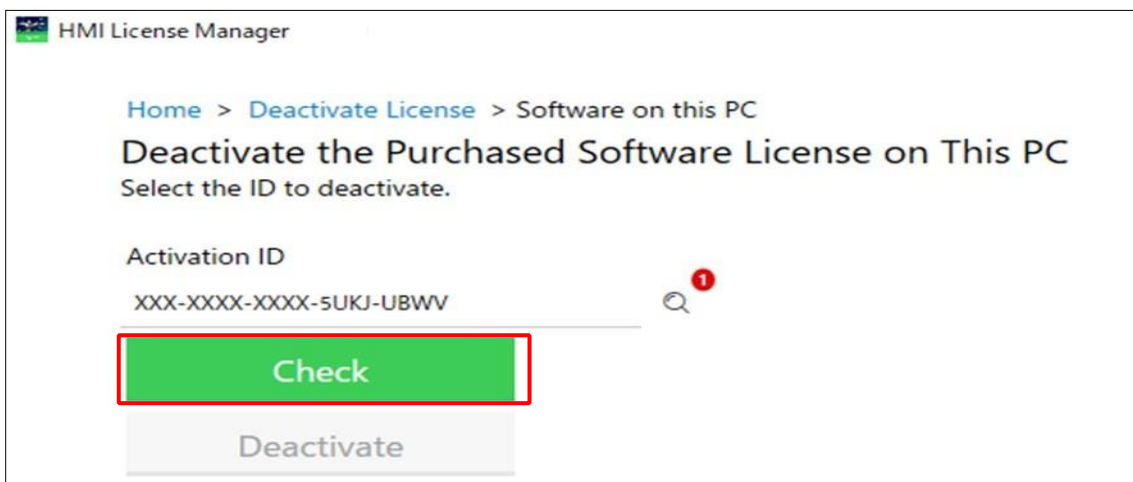 HMI License Manager
Home > Deactivate License > Software on this PC
Deactivate the Purchased Software License on This PC
Select the ID to deactivate.
Activation ID
XXX-XXXX-XXXX-5UKJ-UBWV
1
Check
Deactivate